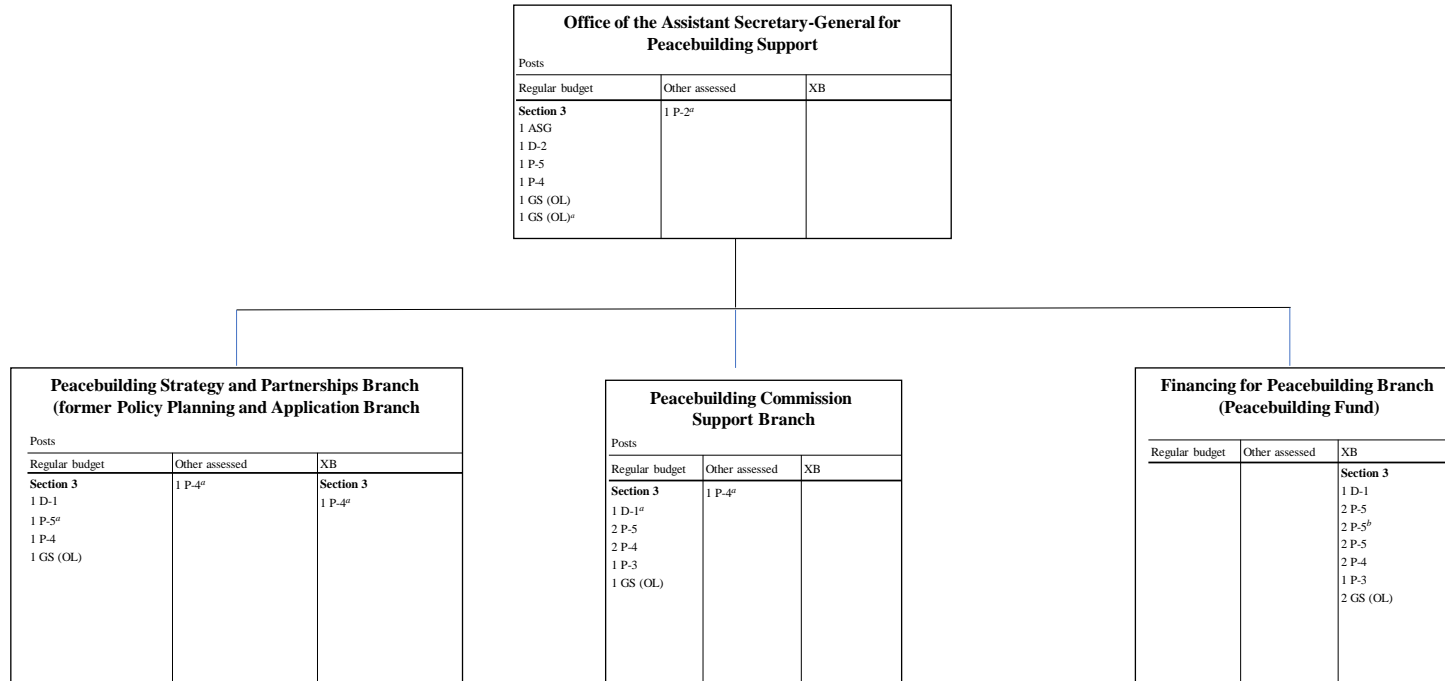 Office of the Assistant Secretary-General for
Peacebuilding Support
Posts
Regular budget Other assessed XB
Section 3 1 P-2ᵃ
1 ASG
1 D-2
1 P-5
1 P-4
1 GS (OL)
1 GS (OL)ᵃ
Peacebuilding Strategy and Partnerships Branch
(former Policy Planning and Application Branch
Posts
Regular budget Other assessed XB
Section 3 1 P-4ᵃ Section 3
1 D-1 1 P-4ᵃ
1 P-5ᵃ
1 P-4
1 GS (OL)
Peacebuilding Commission
Support Branch
Posts
Regular budget Other assessed XB
Section 3 1 P-4ᵃ
1 D-1ᵃ
2 P-5
2 P-4
1 P-3
1 GS (OL)
Financing for Peacebuilding Branch
(Peacebuilding Fund)
Regular budget Other assessed XB
Section 3
1 D-1
2 P-5
2 P-5ᵇ
2 P-5
2 P-4
1 P-3
2 GS (OL)